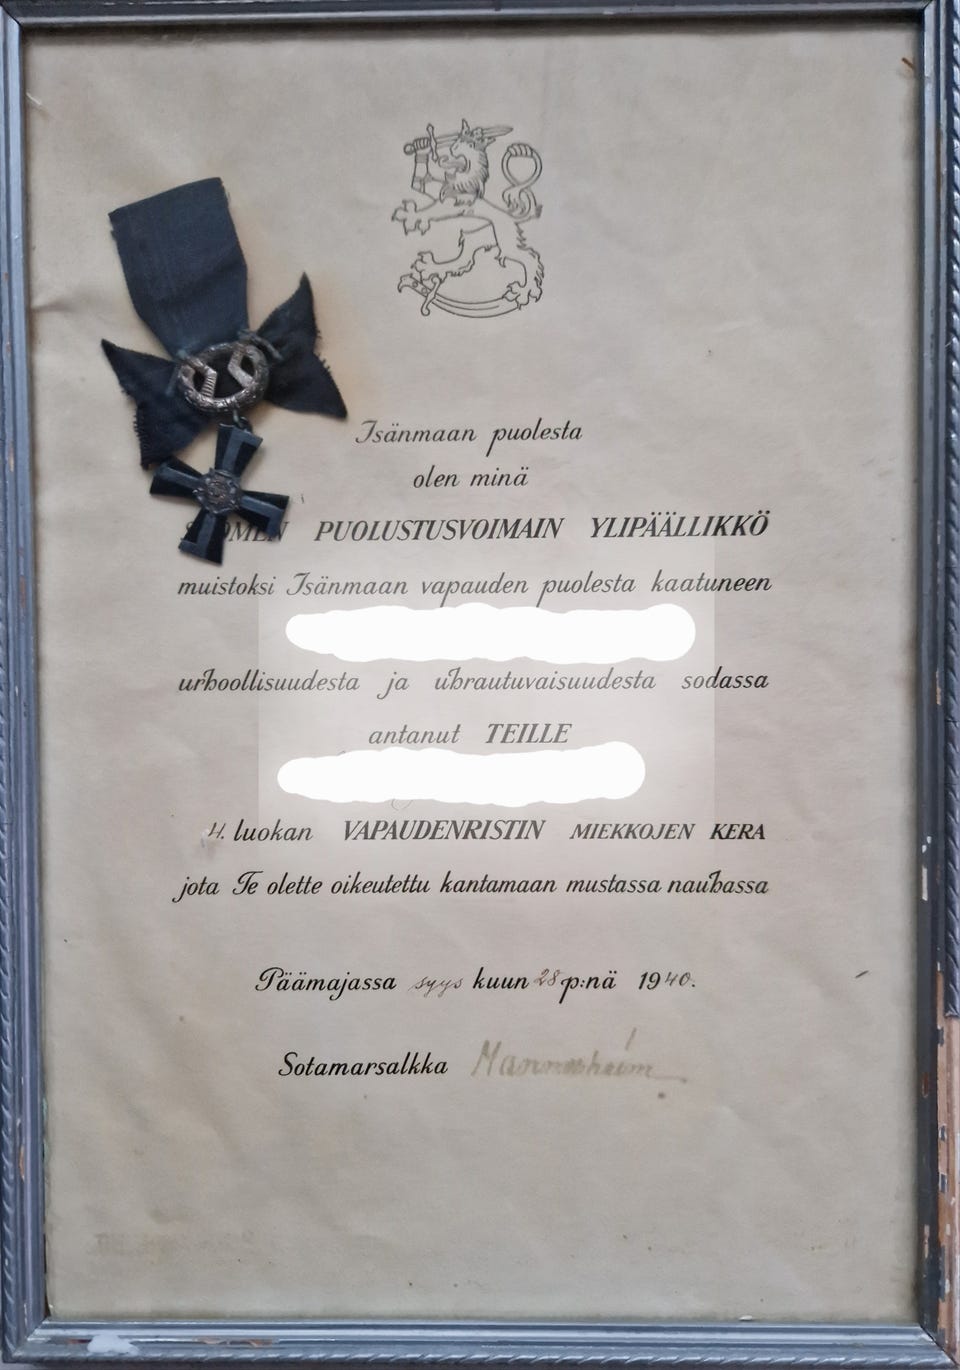 Isänmaan puolesta
olen minä
SUOMEN PUOLUSTUSVOIMAIN YLIPÄÄLLIKKÖ
muistoksi Isänmaan vapauden puolesta kaatuneen
urhoollisuudesta ja uhrautuvaisuudesta sodassa
antanut TEILLE
4. luokan VAPAUDENRISTIN MIEKKOJEN KERA
jota Te olette oikeutettu kantamaan mustassa nauhassa
Päämajassa syys kuun 28 p:nä 1940.
Sotamarsalkka Mannerheim